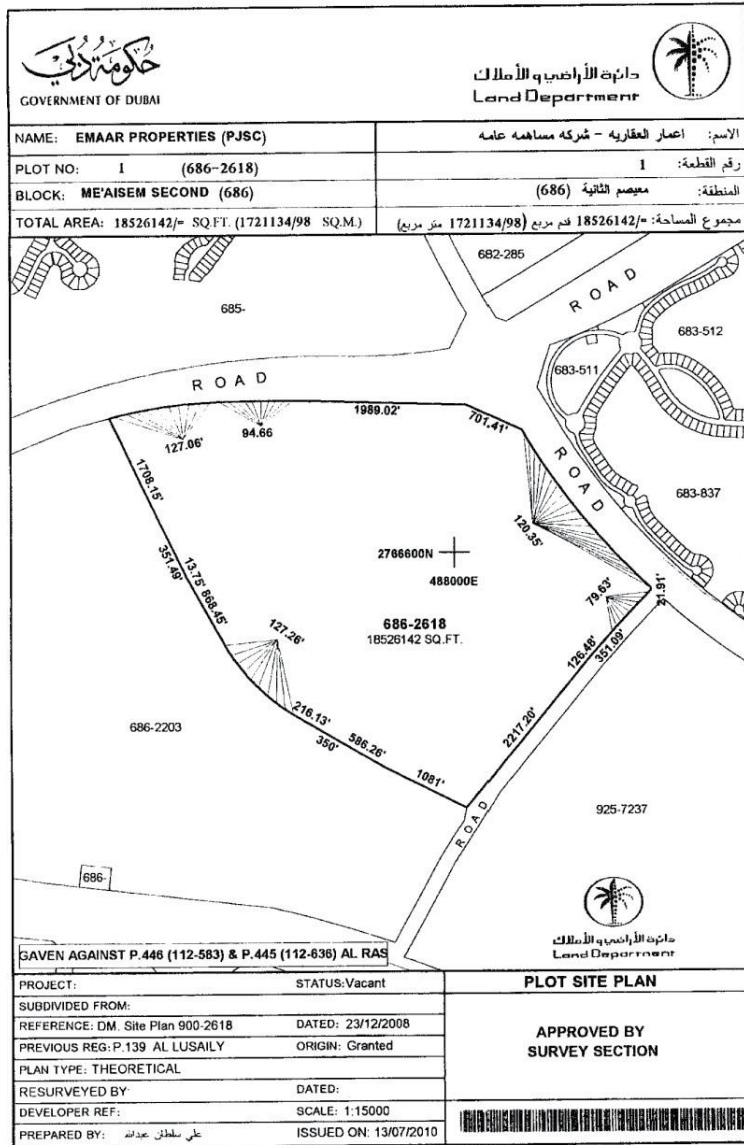 حكومة دبي
GOVERNMENT OF DUBAI
دائرة الأراضي والأملاك
Land Department
NAME: EMAAR PROPERTIES (PJSC)
الاسم: اعمار العقاريه - شركه مساهمه عامه
PLOT NO: 1 (686-2618)
رقم القطعة: 1
BLOCK: ME'AISEM SECOND (686)
المنطقة: معيصم الثانية (686)
TOTAL AREA: 18526142/= SQ.FT. (1721134/98 SQ.M.)
مجموع المساحة: =/18526142 قدم مربع (1721134/98 متر مربع)
682-285
ROAD
685-
683-512
683-511
ROAD
1989.02'
701.41'
127.06'
94.66
ROAD
1708.15'
683-837
120.35'
2766600N
488000E
351.49'
13.75'
868.45'
79.63'
21.91'
686-2618
18526142 SQ.FT.
127.26'
126.48'
351.09'
686-2203
216.13'
586.26'
350'
2217.20'
1081'
ROAD
925-7237
686-
دائرة الأراضي والأملاك
Land Department
GAVEN AGAINST P.446 (112-583) & P.445 (112-636) AL RAS
PROJECT: STATUS:Vacant
PLOT SITE PLAN
SUBDIVIDED FROM:
REFERENCE: DM. Site Plan 900-2618 DATED: 23/12/2008
APPROVED BY
SURVEY SECTION
PREVIOUS REG: P.139 AL LUSAILY ORIGIN: Granted
PLAN TYPE: THEORETICAL
RESURVEYED BY: DATED:
DEVELOPER REF: SCALE: 1:15000
PREPARED BY: علي سلطان عبدالله ISSUED ON: 13/07/2010